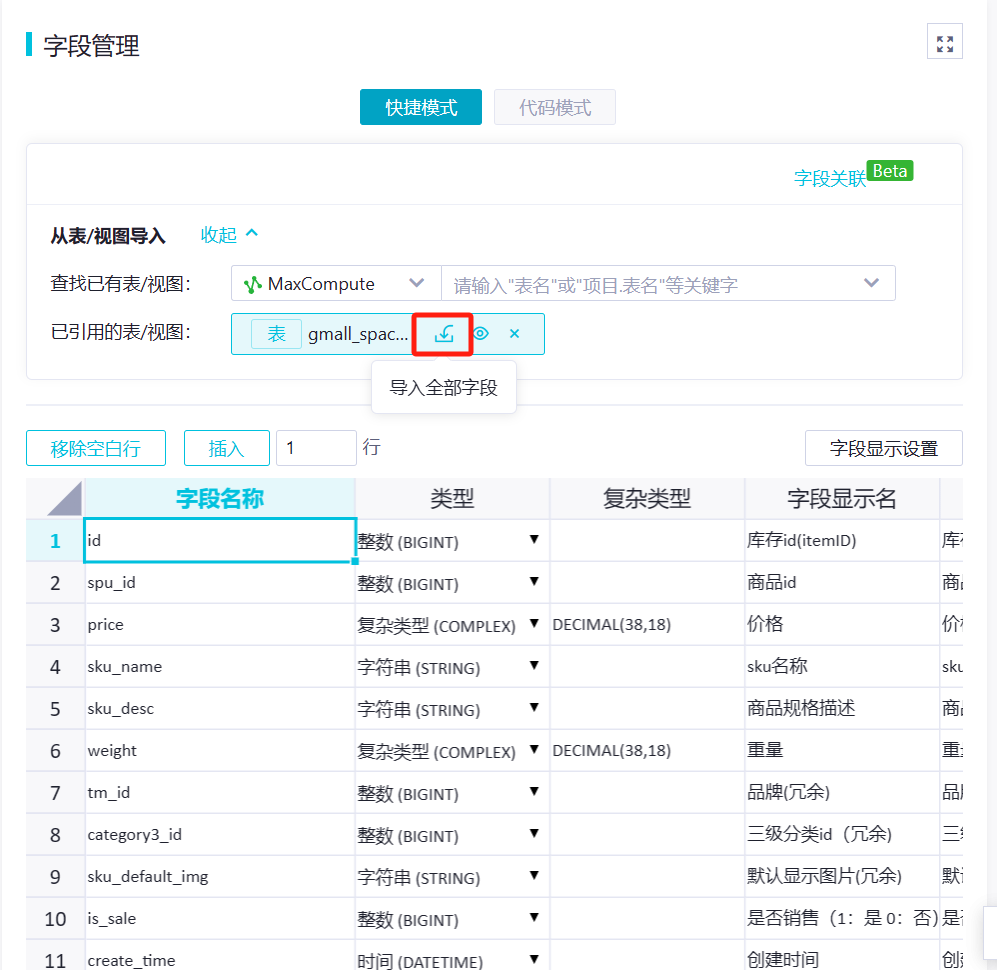 字段管理
快捷模式 代码模式
字段关联 Beta
从表/视图导入 收起
查找已有表/视图： MaxCompute 请输入"表名"或"项目.表名"等关键字
已引用的表/视图： 表 gmall_spac...
导入全部字段
移除空白行 插入 1 行 字段显示设置
字段名称 类型 复杂类型 字段显示名
1 id 整数 (BIGINT) 库存id(itemID)
2 spu_id 整数 (BIGINT) 商品id 商
3 price 复杂类型 (COMPLEX) DECIMAL(38,18) 价格 价
4 sku_name 字符串 (STRING) sku名称 sku
5 sku_desc 字符串 (STRING) 商品规格描述 商
6 weight 复杂类型 (COMPLEX) DECIMAL(38,18) 重量 重
7 tm_id 整数 (BIGINT) 品牌(冗余) 品
8 category3_id 整数 (BIGINT) 三级分类id（冗余) 三
9 sku_default_img 字符串 (STRING) 默认显示图片(冗余) 默
10 is_sale 整数 (BIGINT) 是否销售（1：是 0：否) 是
11 create_time 时间 (DATETIME) 创建时间 创